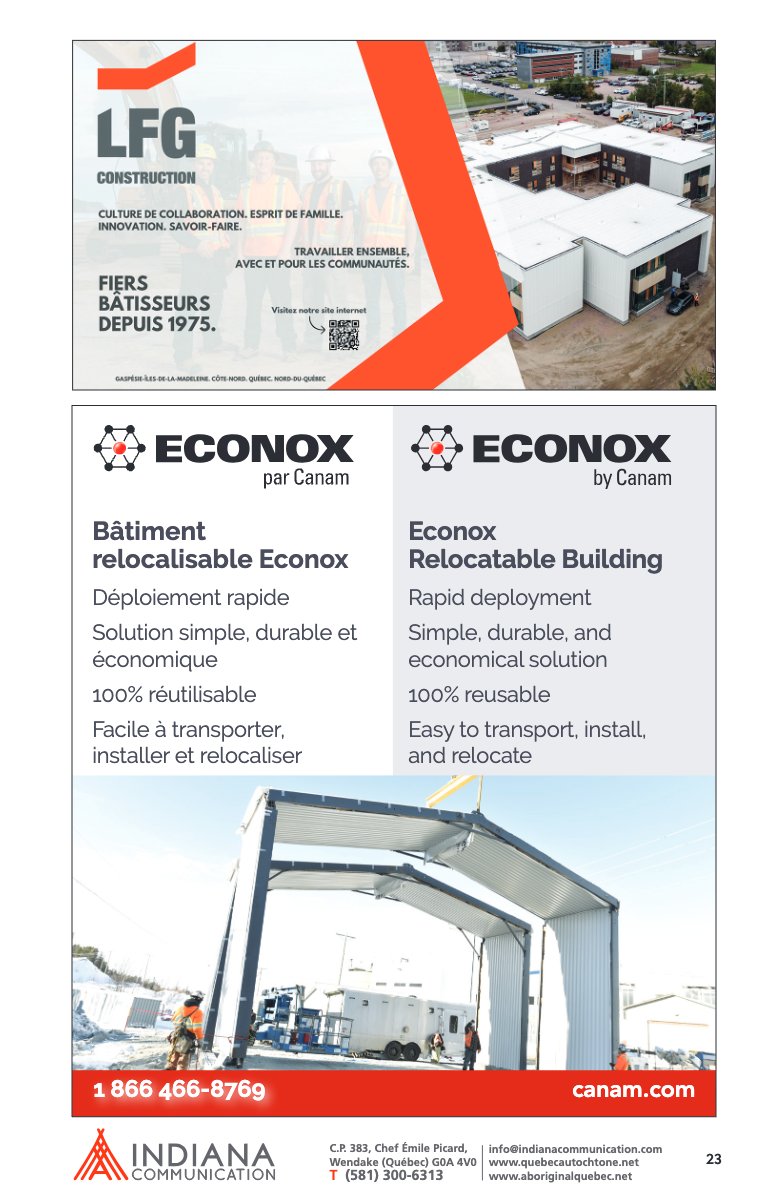 LFG
CONSTRUCTION
CULTURE DE COLLABORATION. ESPRIT DE FAMILLE.
INNOVATION. SAVOIR-FAIRE.
TRAVAILLER ENSEMBLE,
AVEC ET POUR LES COMMUNAUTÉS.
FIERS
BÂTISSEURS
DEPUIS 1975.
Visitez notre site internet
GASPÉSIE-ÎLES-DE-LA-MADELEINE. CÔTE-NORD. QUÉBEC. NORD-DU-QUÉBEC
ECONOX
par Canam
Bâtiment
relocalisable Econox
Déploiement rapide
Solution simple, durable et
économique
100% réutilisable
Facile à transporter,
installer et relocaliser
ECONOX
by Canam
Econox
Relocatable Building
Rapid deployment
Simple, durable, and
economical solution
100% reusable
Easy to transport, install,
and relocate
1 866 466-8769
canam.com
INDIANA
COMMUNICATION
C.P. 383, Chef Émile Picard,
Wendake (Québec) G0A 4V0
T (581) 300-6313
info@indianacommunication.com
www.quebecautochtone.net
www.aboriginalquebec.net
23